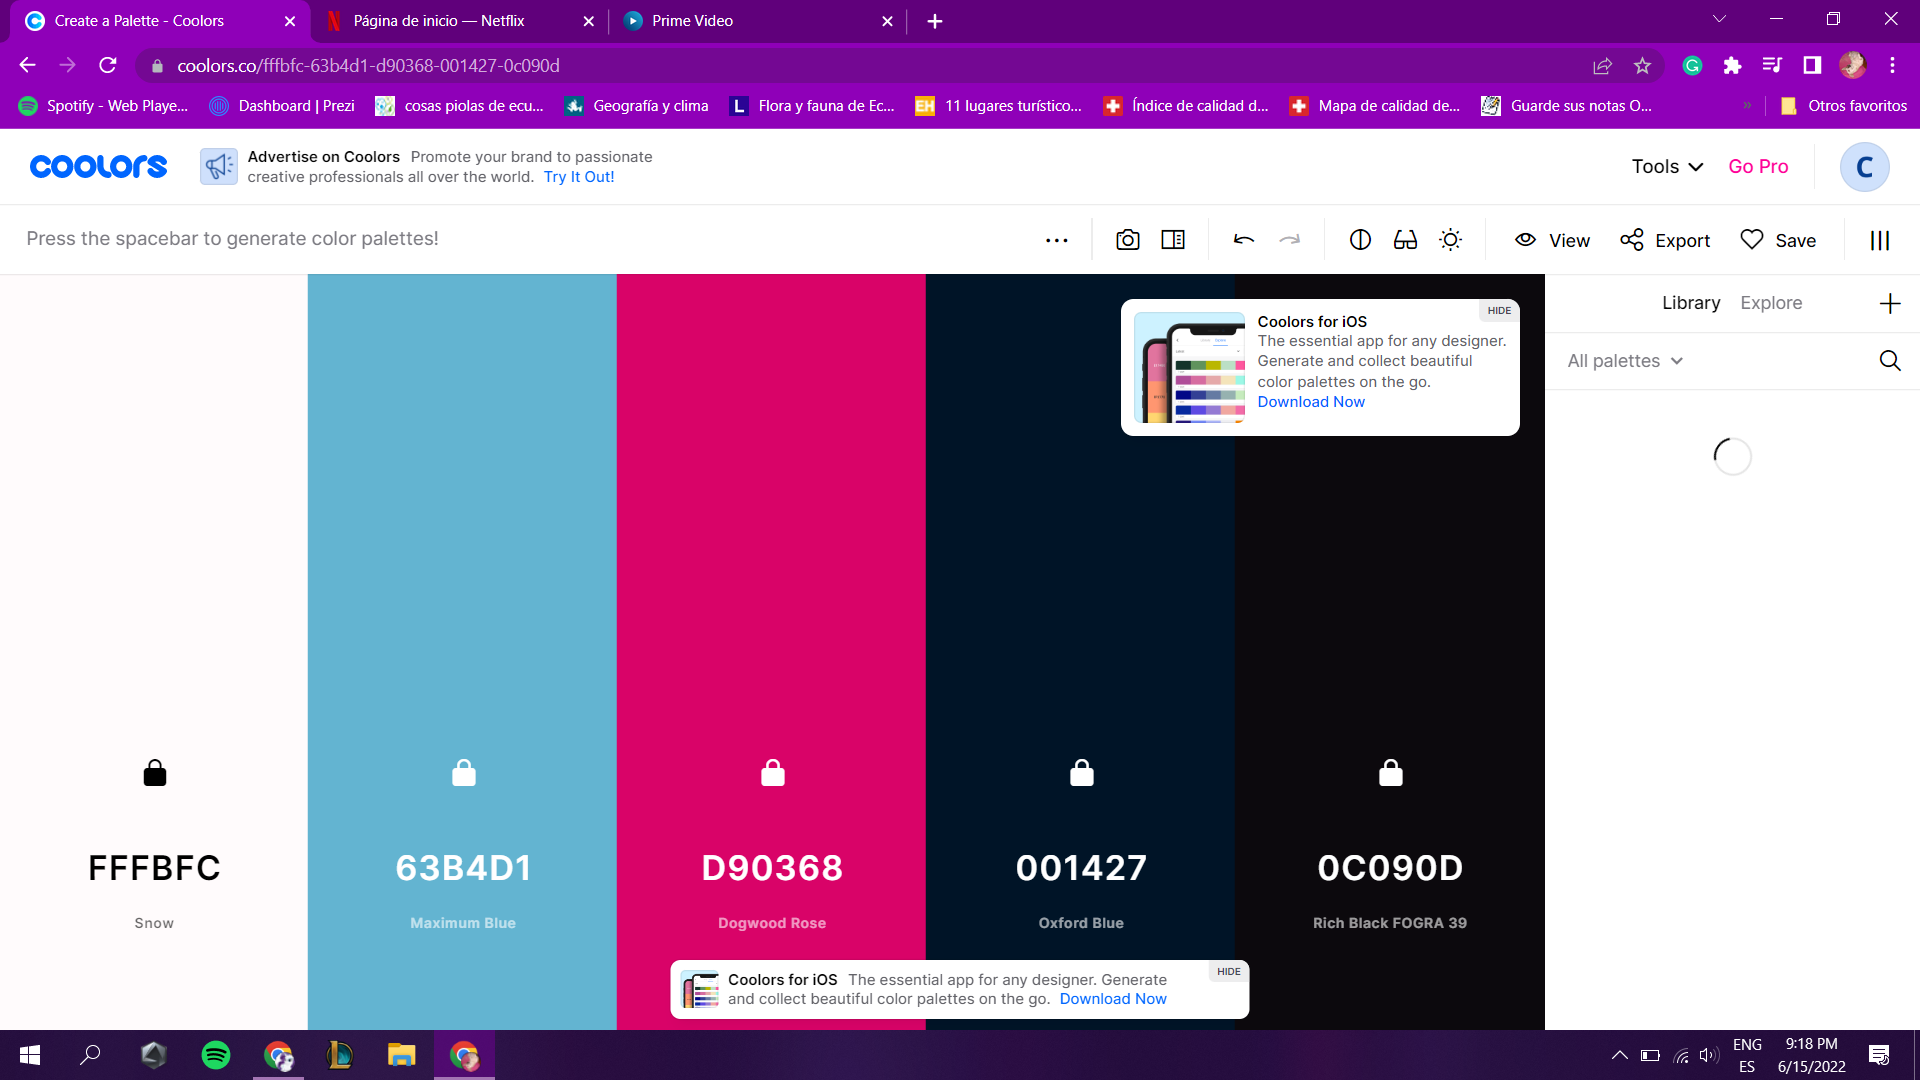 Create a Palette - Coolors
Página de inicio — Netflix
Prime Video
coolors.co/fffbfc-63b4d1-d90368-001427-0c090d
Spotify - Web Playe...
Dashboard | Prezi
cosas piolas de ecu...
Geografía y clima
Flora y fauna de Ec...
11 lugares turístico...
Índice de calidad d...
Mapa de calidad de...
Guarde sus notas O...
»
Otros favoritos
coolors
Advertise on Coolors Promote your brand to passionate
creative professionals all over the world. Try It Out!
Tools
Go Pro
C
Press the spacebar to generate color palettes!
View
Export
Save
Library
Explore
All palettes
HIDE
Coolors for iOS
The essential app for any designer.
Generate and collect beautiful
color palettes on the go.
Download Now
FFFBFC
Snow
63B4D1
Maximum Blue
D90368
Dogwood Rose
001427
Oxford Blue
0C090D
Rich Black FOGRA 39
HIDE
Coolors for iOS The essential app for any designer. Generate
and collect beautiful color palettes on the go. Download Now
ENG
ES
9:18 PM
6/15/2022